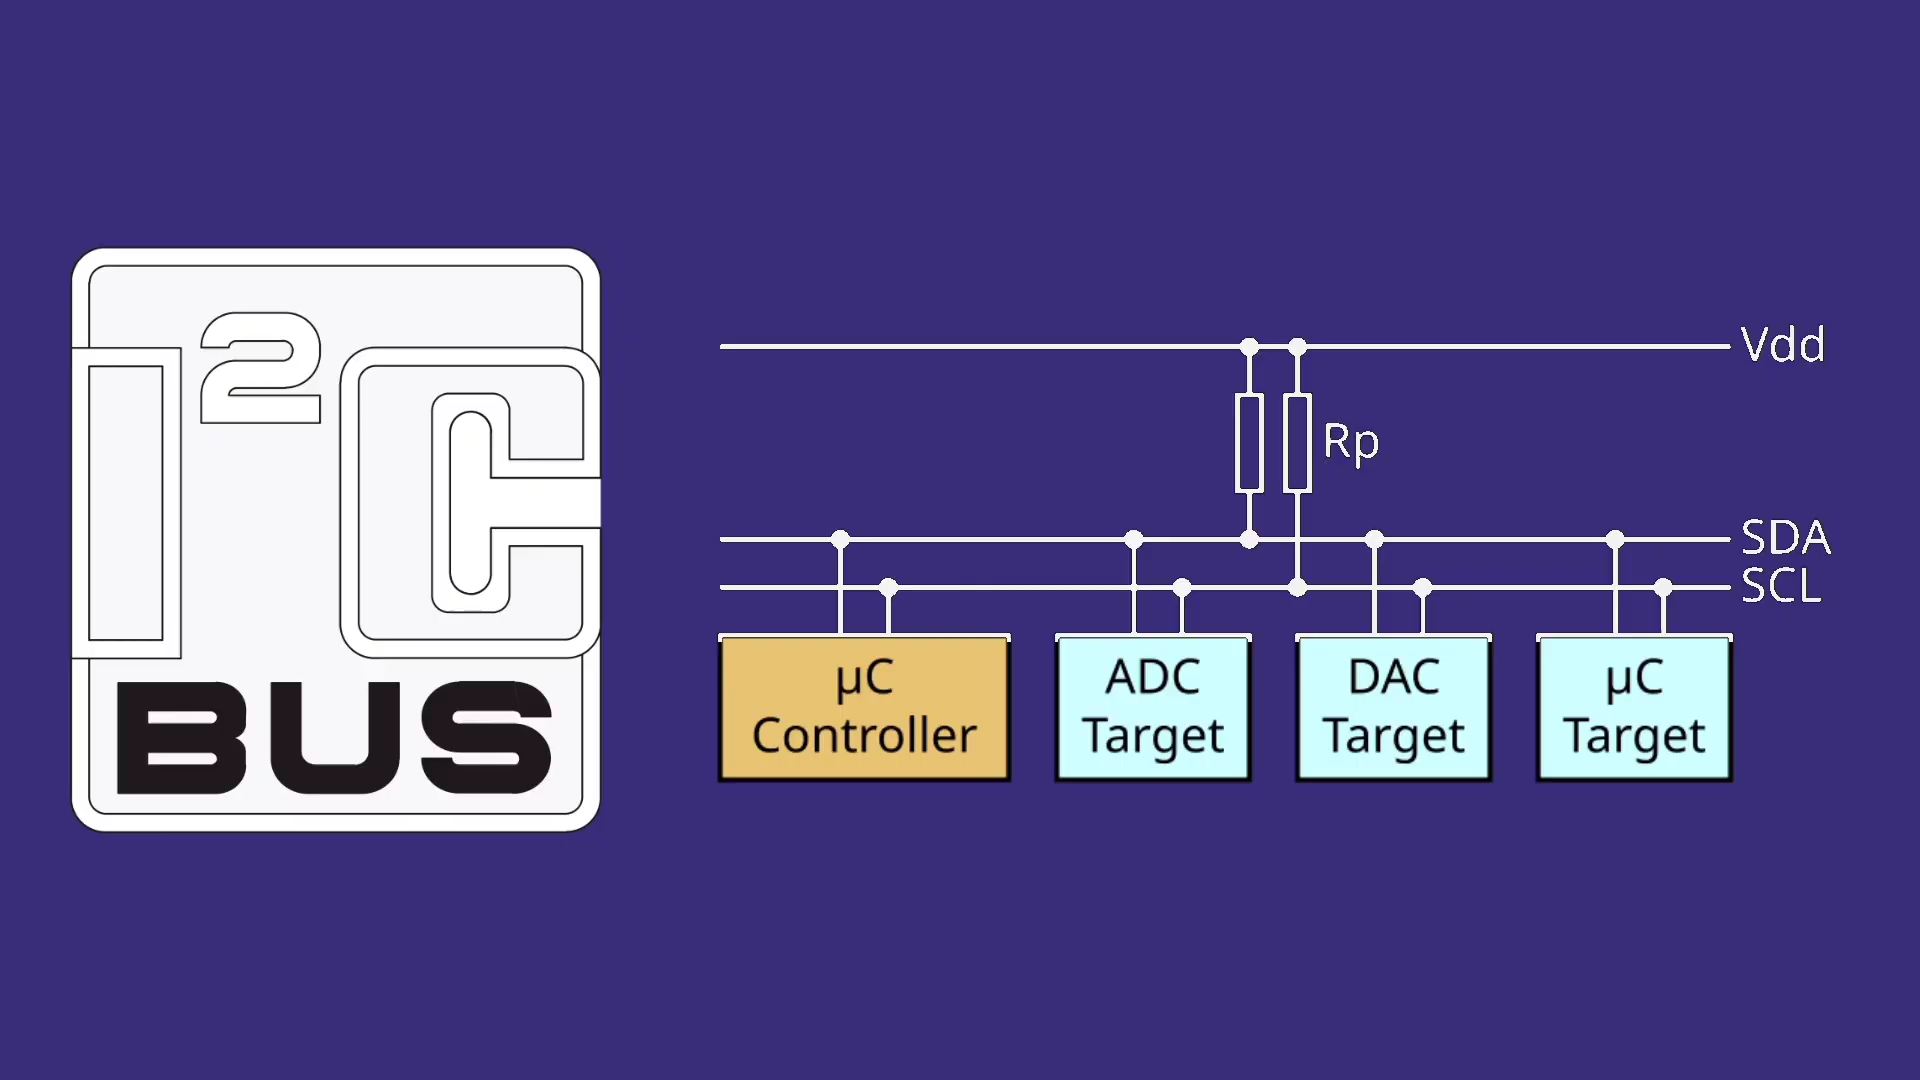 I²C
BUS
Vdd
Rp
SDA
SCL
µC
Controller
ADC
Target
DAC
Target
µC
Target